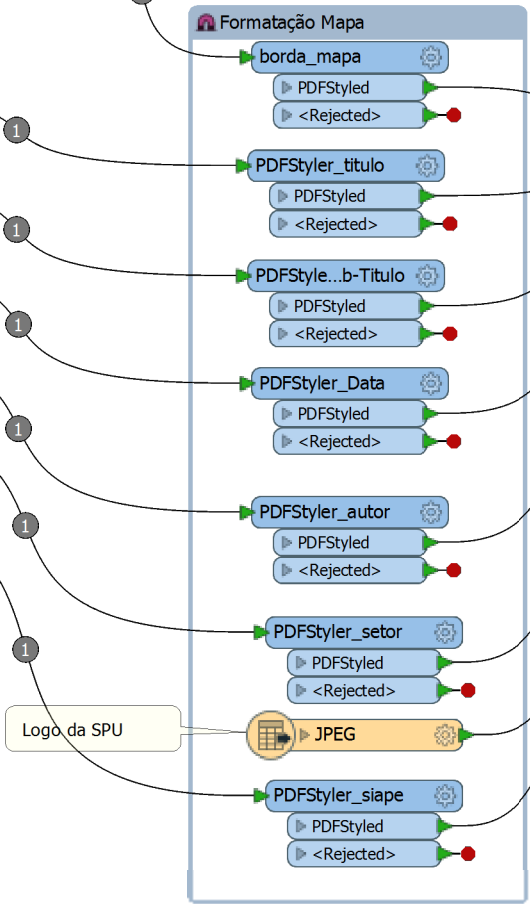 Formatação Mapa
borda_mapa
PDFStyled
<Rejected>
1
PDFStyler_titulo
PDFStyled
<Rejected>
1
PDFStyle...b-Titulo
PDFStyled
<Rejected>
1
PDFStyler_Data
PDFStyled
<Rejected>
1
PDFStyler_autor
PDFStyled
<Rejected>
1
PDFStyler_setor
PDFStyled
<Rejected>
1
Logo da SPU
JPEG
PDFStyler_siape
PDFStyled
<Rejected>